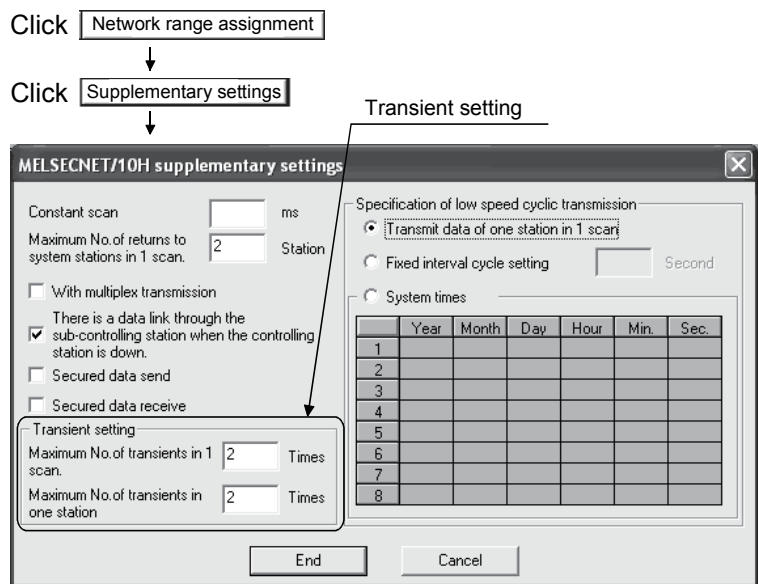 Click Network range assignment
Click Supplementary settings
Transient setting
MELSECNET/10H supplementary settings
Constant scan ms
Maximum No.of returns to
system stations in 1 scan.
2 Station
With multiplex transmission
There is a data link through the
sub-controlling station when the controlling
station is down.
Secured data send
Secured data receive
Transient setting
Maximum No.of transients in 1
scan.
2 Times
Maximum No.of transients in
one station
2 Times
Specification of low speed cyclic transmission
Transmit data of one station in 1 scan
Fixed interval cycle setting Second
System times
Year Month Day Hour Min. Sec.
1
2
3
4
5
6
7
8
End Cancel